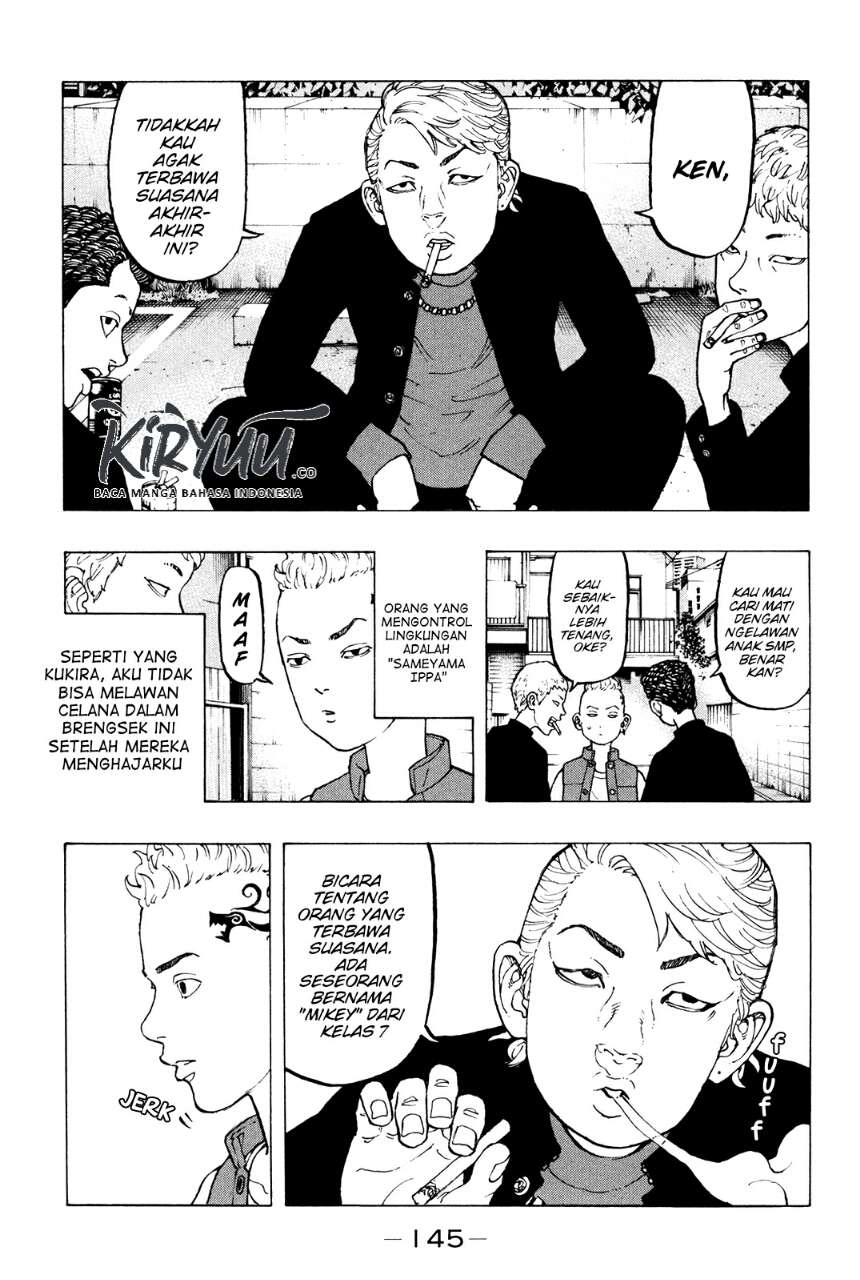 KEN,
TIDAKKAH
KAU
AGAK
TERBAWA
SUASANA
AKHIR-
AKHIR
INI?
KIRYUU.CO
BACA MANGA BAHASA INDONESIA
KAU MAU
CARI MATI
DENGAN
NGELAWAN
ANAK SMP,
BENAR
KAN?
KAU
SEBAIK-
NYA
LEBIH
TENANG,
OKE?
ORANG YANG
MENGONTROL
LINGKUNGAN
ADALAH
"SAMEYAMA
IPPA"
MAAF
SEPERTI YANG
KUKIRA, AKU TIDAK
BISA MELAWAN
CELANA DALAM
BRENGSEK INI
SETELAH MEREKA
MENGHAJARKU
BICARA
TENTANG
ORANG YANG
TERBAWA
SUASANA.
ADA
SESEORANG
BERNAMA
"MIKEY" DARI
KELAS 7
fuuff
JERK
—145—